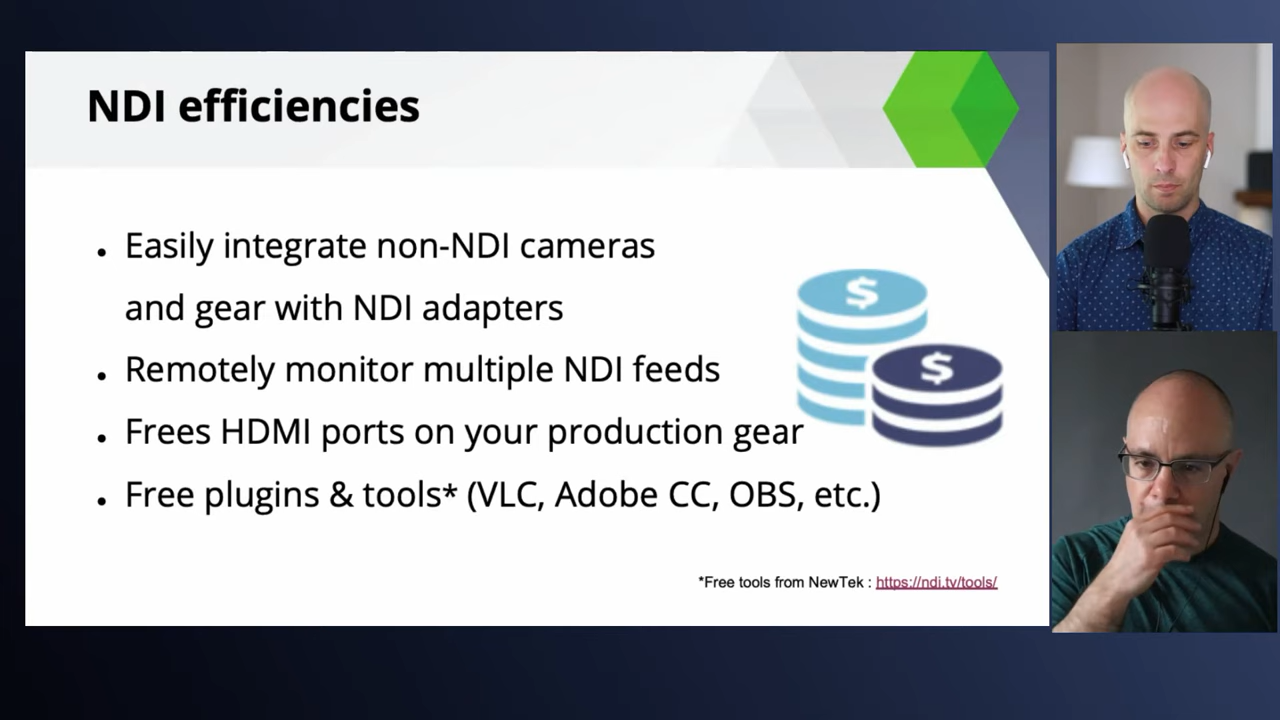 NDI efficiencies
• Easily integrate non-NDI cameras
and gear with NDI adapters
• Remotely monitor multiple NDI feeds
• Frees HDMI ports on your production gear
• Free plugins & tools* (VLC, Adobe CC, OBS, etc.)
$
$
*Free tools from NewTek : https://ndi.tv/tools/